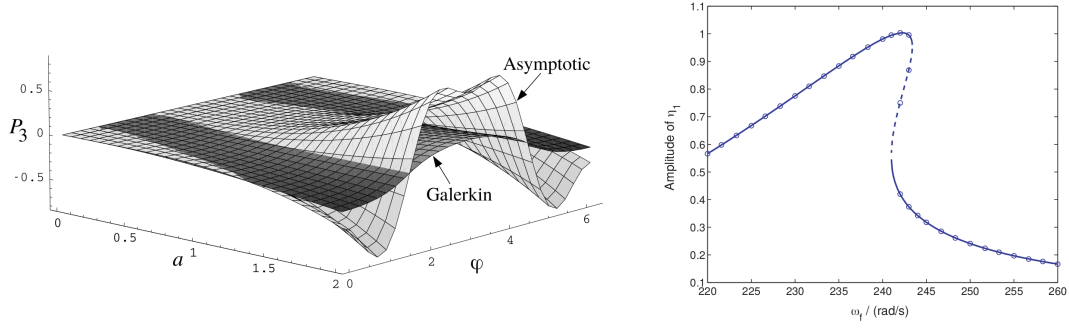 Asymptotic
Galerkin
P3
0.5
0
-0.5
0
0.5
1
1.5
2
a
0
2
4
6
φ
Amplitude of η1
1.1
1
0.9
0.8
0.7
0.6
0.5
0.4
0.3
0.2
0.1
220 225 230 235 240 245 250 255 260
ωf / (rad/s)